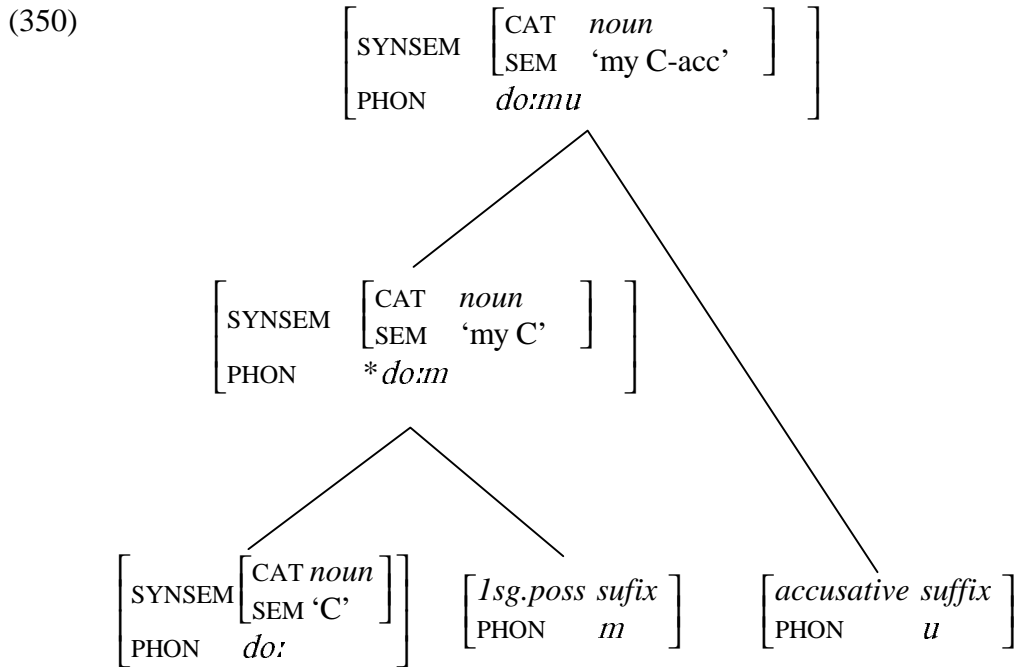 (350)
SYNSEM CAT noun
SEM ‘my C-acc’
PHON do:mu
SYNSEM CAT noun
SEM ‘my C’
PHON *do:m
SYNSEM CAT noun
SEM ‘C’
PHON do:
1sg.poss sufix
PHON m
accusative suffix
PHON u